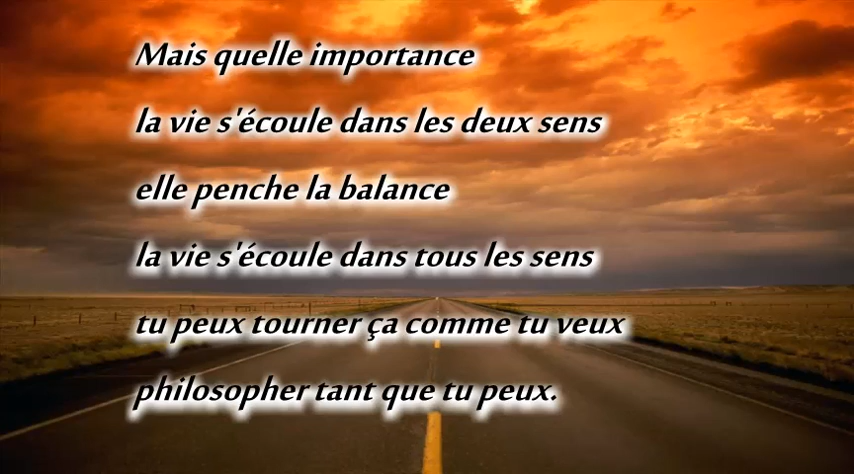 Mais quelle importance
la vie s'écoule dans les deux sens
elle penche la balance
la vie s'écoule dans tous les sens
tu peux tourner ça comme tu veux
philosopher tant que tu peux.